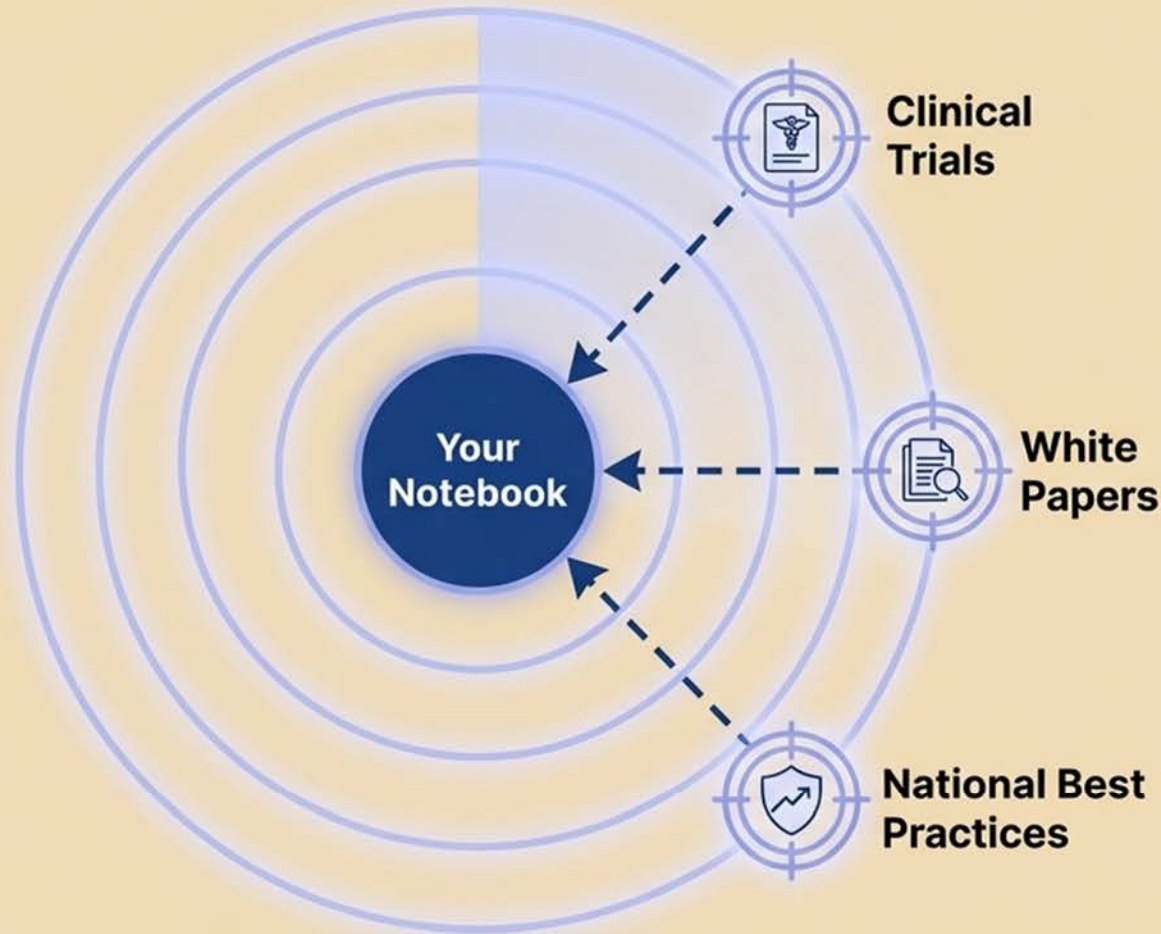 Clinical
Trials
Your
Notebook
White
Papers
National Best
Practices